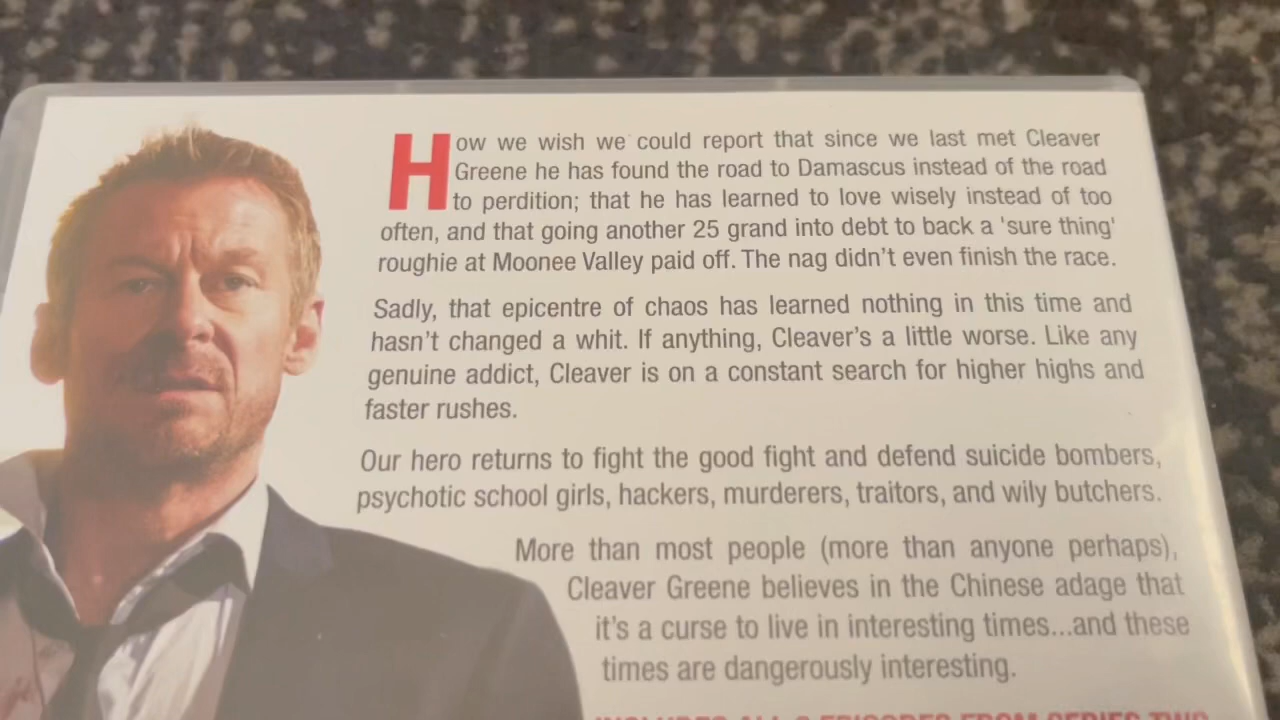 How we wish we could report that since we last met Cleaver
Greene he has found the road to Damascus instead of the road
to perdition; that he has learned to love wisely instead of too
often, and that going another 25 grand into debt to back a 'sure thing'
roughie at Moonee Valley paid off. The nag didn't even finish the race.
Sadly, that epicentre of chaos has learned nothing in this time and
hasn't changed a whit. If anything, Cleaver's a little worse. Like any
genuine addict, Cleaver is on a constant search for higher highs and
faster rushes.
Our hero returns to fight the good fight and defend suicide bombers,
psychotic school girls, hackers, murderers, traitors, and wily butchers.
More than most people (more than anyone perhaps),
Cleaver Greene believes in the Chinese adage that
it's a curse to live in interesting times...and these
times are dangerously interesting.
INCLUDES ALL 8 EPISODES FROM SERIES TWO